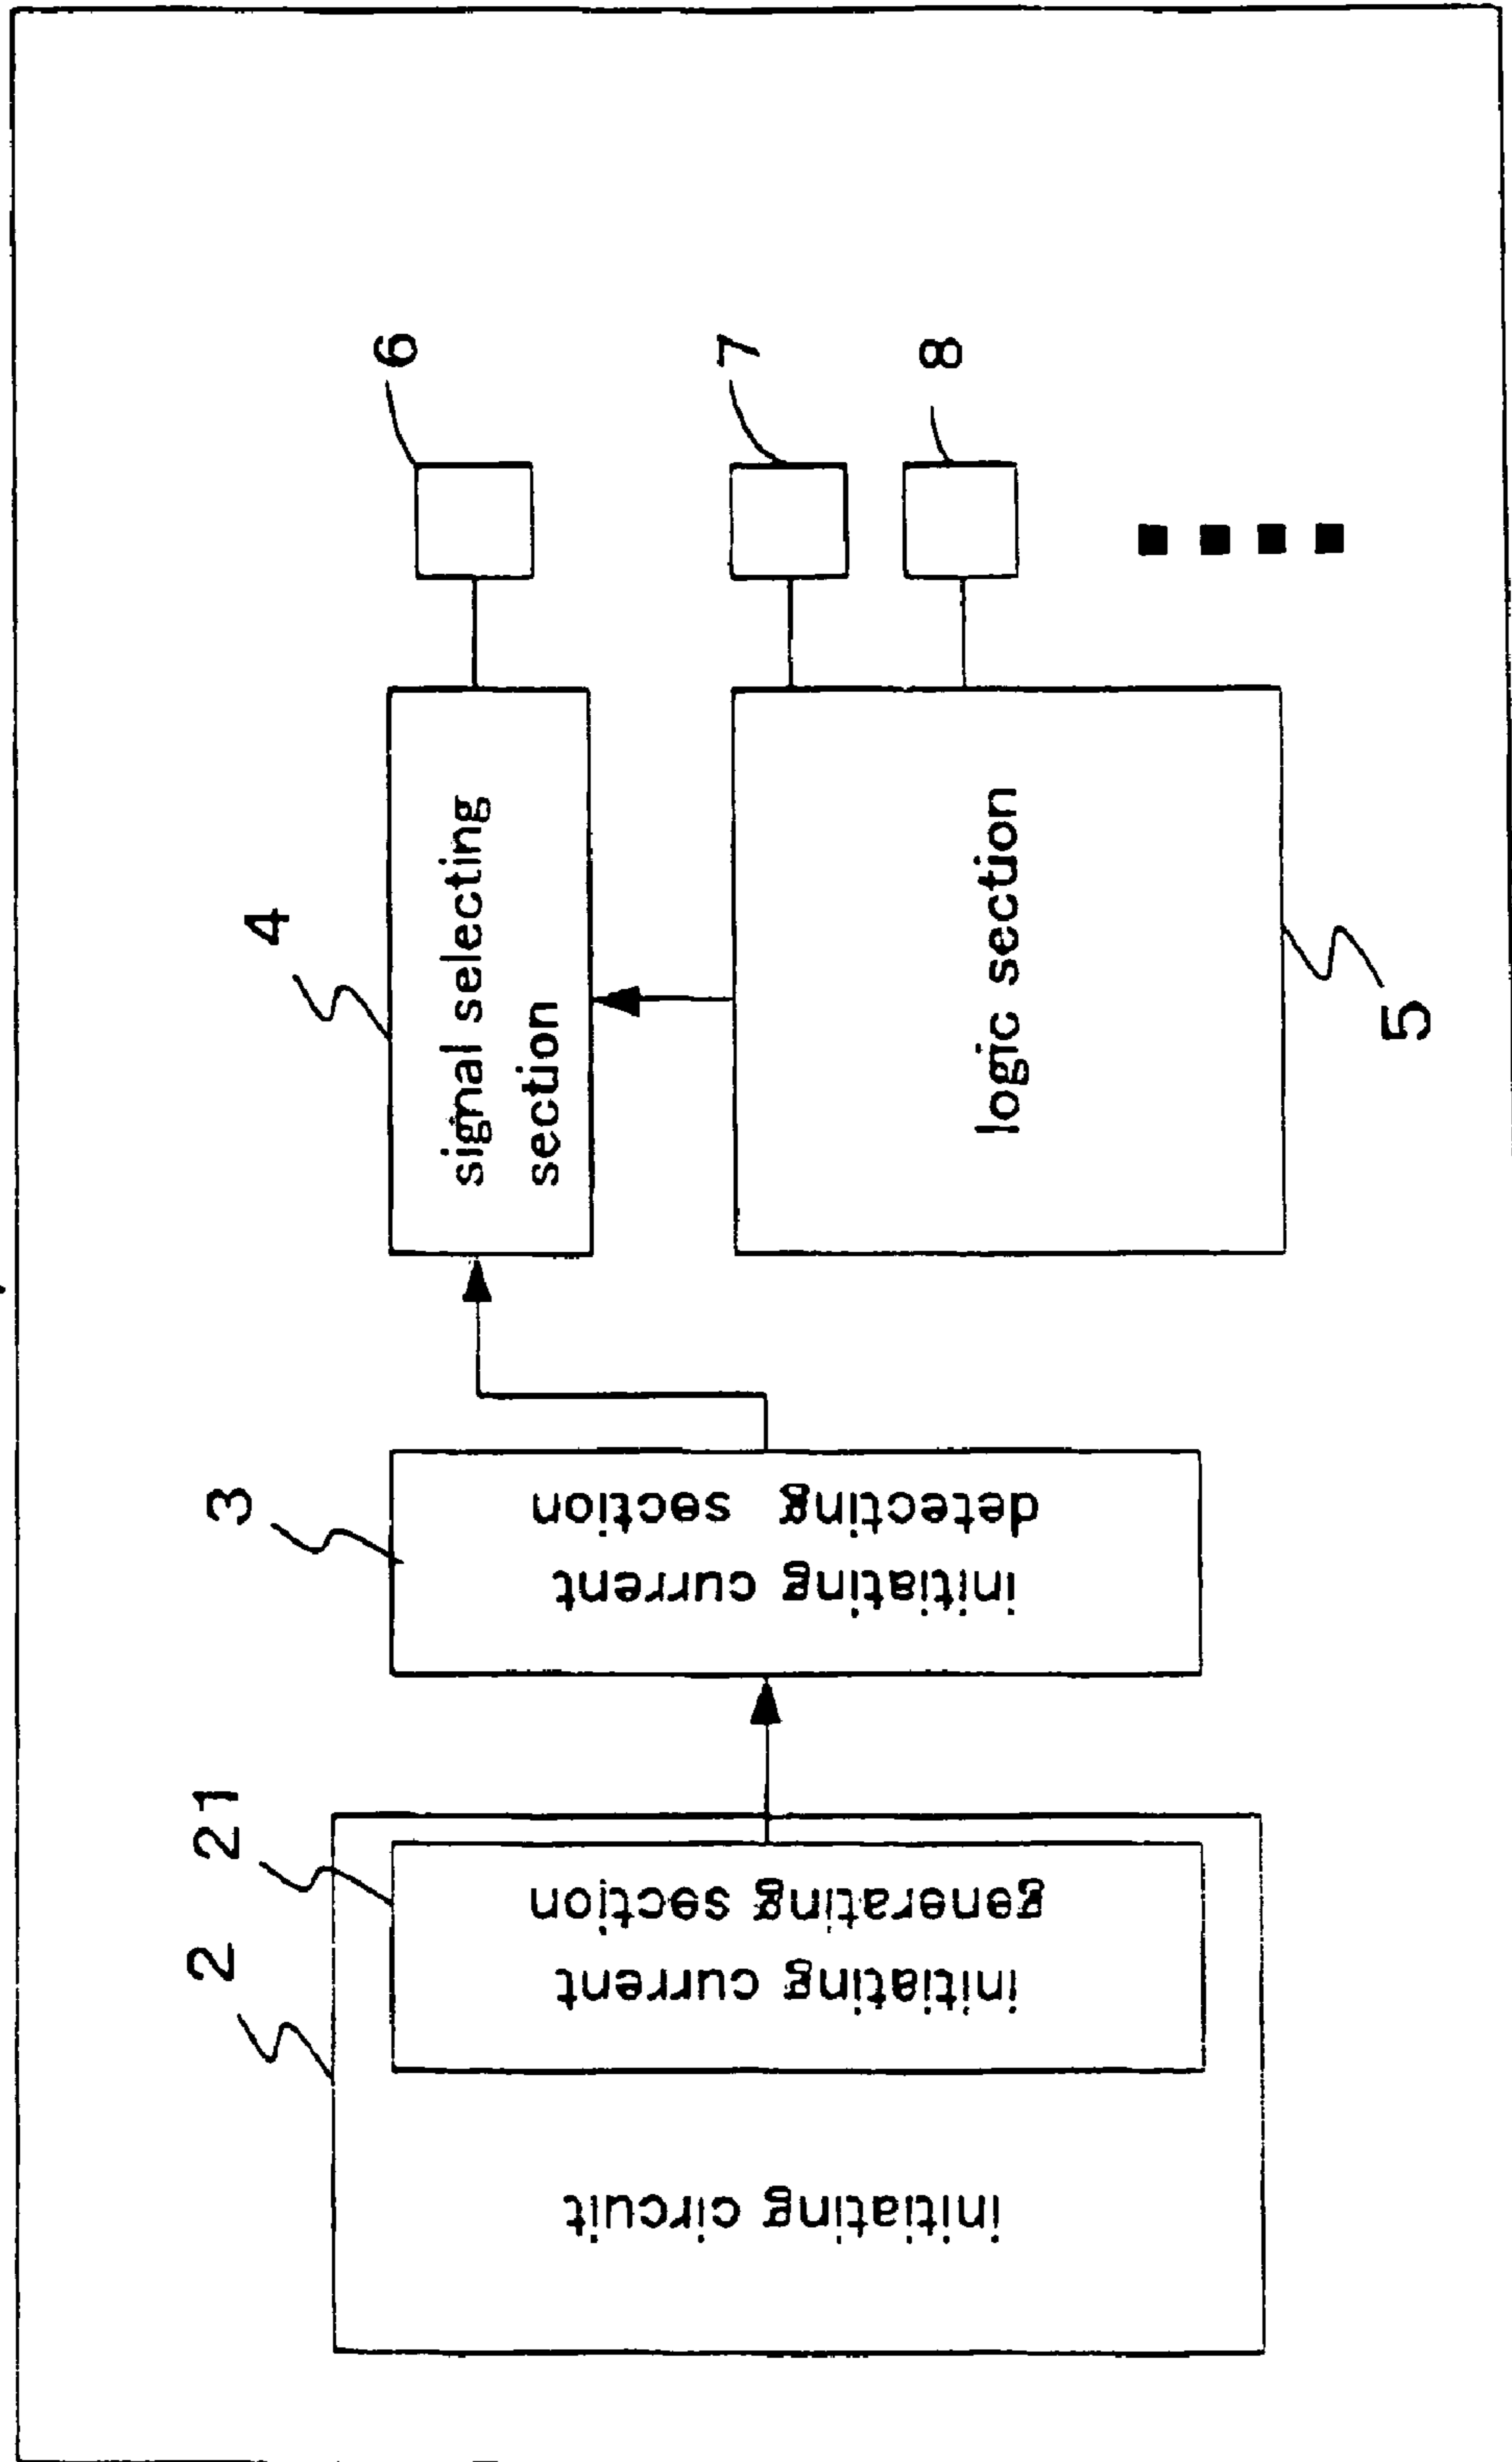 2
21
3
4
6
7
8
5
initiating circuit
initiating current
generating section
initiating current
detecting section
signal selecting
section
logic section